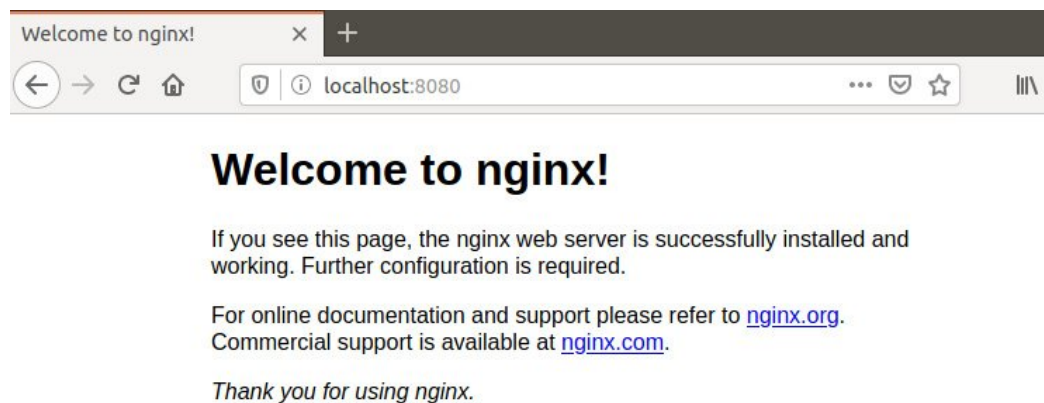 Welcome to nginx!
localhost:8080
Welcome to nginx!
If you see this page, the nginx web server is successfully installed and
working. Further configuration is required.
For online documentation and support please refer to nginx.org.
Commercial support is available at nginx.com.
Thank you for using nginx.